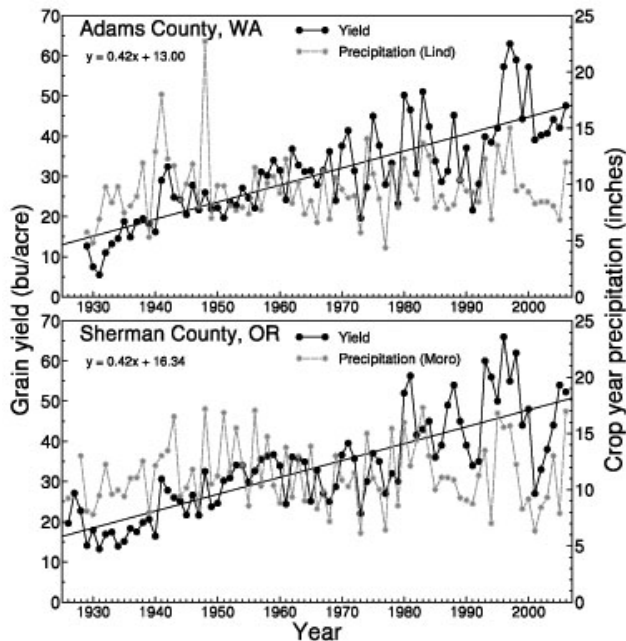 Adams County, WA
y = 0.42x + 13.00
Yield
Precipitation (Lind)
70
60
50
40
30
20
10
0
25
20
15
10
5
0
1930 1940 1950 1960 1970 1980 1990 2000
Sherman County, OR
y = 0.42x + 16.34
Yield
Precipitation (Moro)
70
60
50
40
30
20
10
0
25
20
15
10
5
0
1930 1940 1950 1960 1970 1980 1990 2000
Grain yield (bu/acre)
Crop year precipitation (inches)
Year